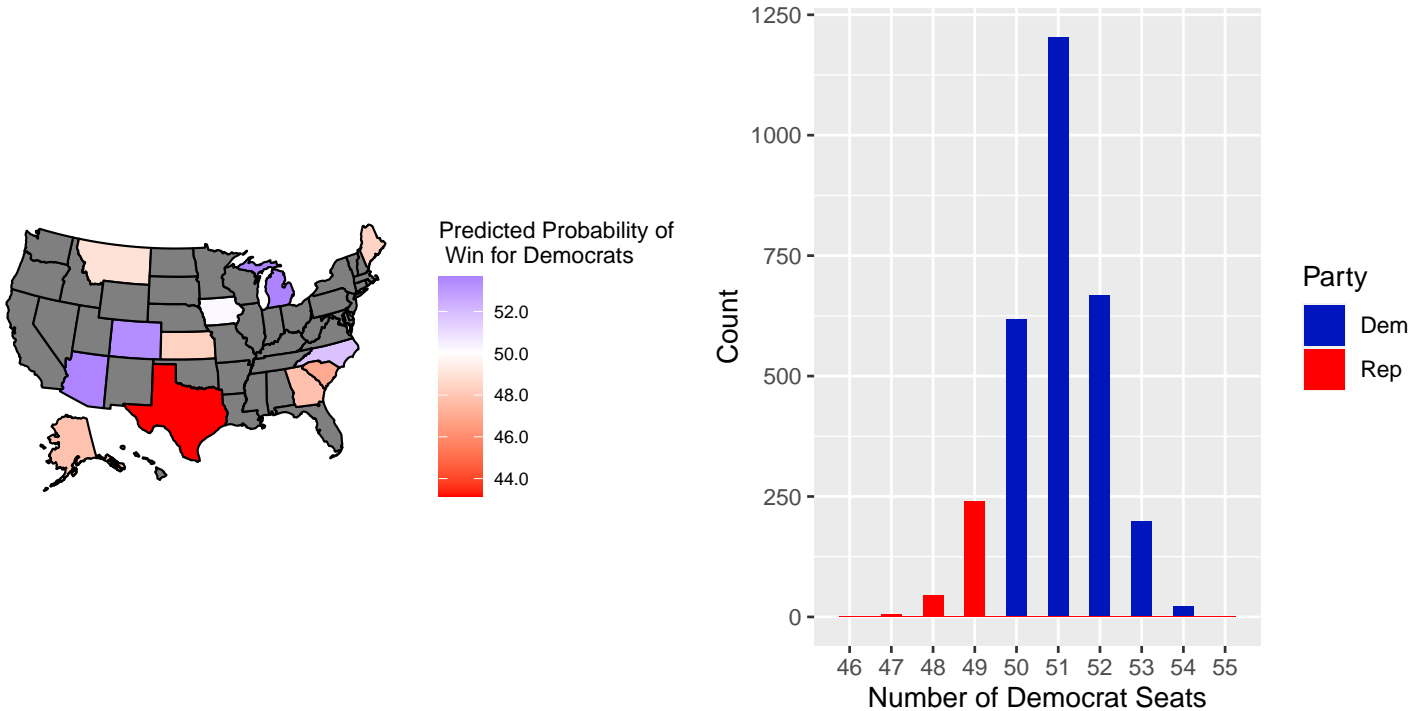 Predicted Probability of
Win for Democrats
52.0
50.0
48.0
46.0
44.0
1250
1000
750
500
250
0
Count
46 47 48 49 50 51 52 53 54 55
Number of Democrat Seats
Party
Dem
Rep